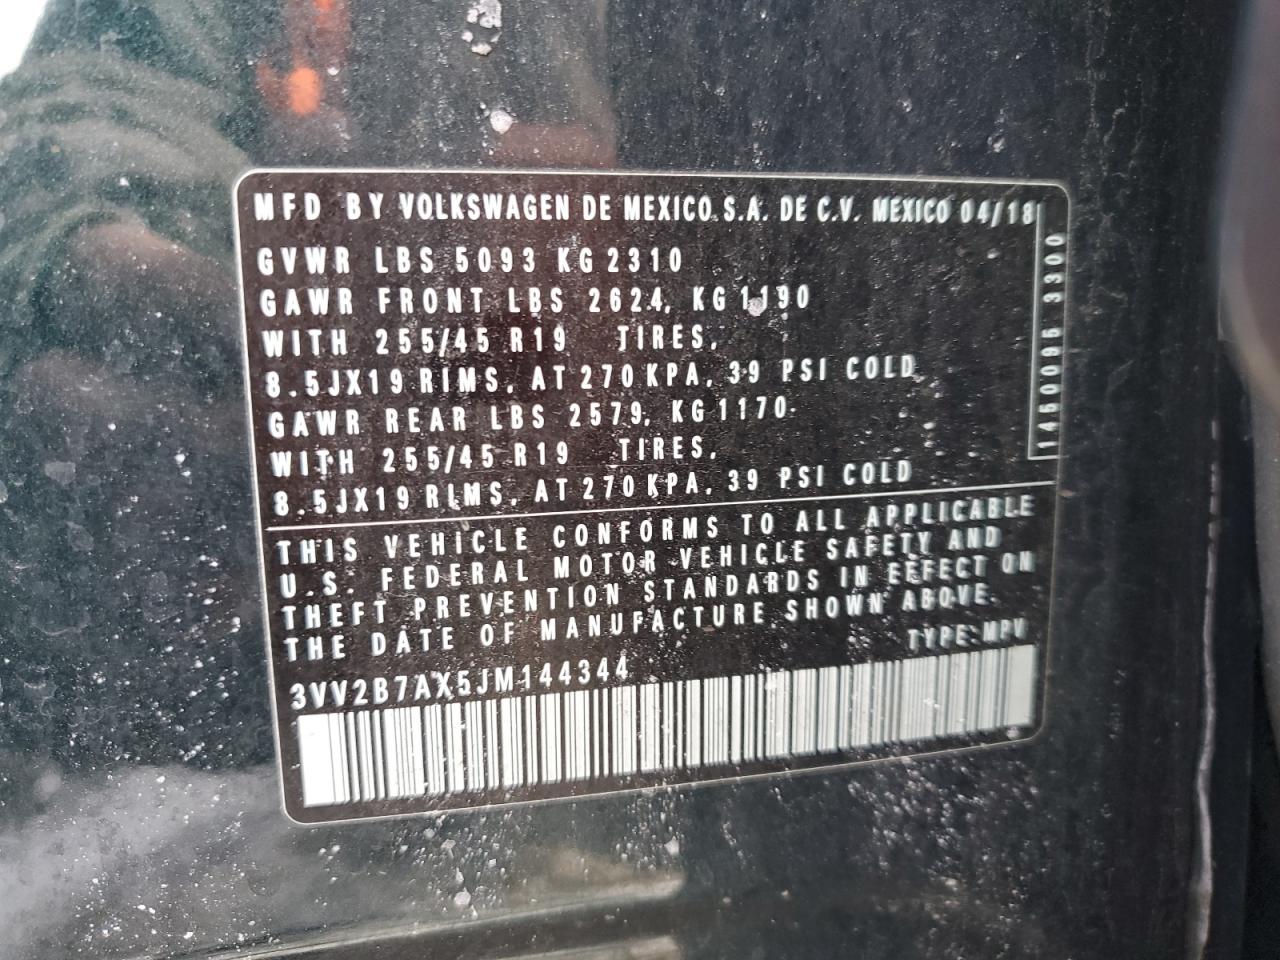 MFD BY VOLKSWAGEN DE MEXICO.S.A. DE C.V. MEXICO 04/18
GVWR LBS 5093 KG 2310
GAWR FRONT LBS 2624, KG 1190
WITH 255/45 R19 TIRES,
8.5JX19 RIMS, AT 270 KPA, 39 PSI COLD
GAWR REAR LBS 2579, KG 1170
WITH 255/45 R19 TIRES,
8.5JX19 RIMS, AT 270 KPA, 39 PSI COLD
THIS VEHICLE CONFORMS TO ALL APPLICABLE
U.S. FEDERAL MOTOR VEHICLE SAFETY AND
THEFT PREVENTION STANDARDS IN EFFECT ON
THE DATE OF MANUFACTURE SHOWN ABOVE.
TYPE:MPV
3VV2B7AX5JM144344
1450095 3300